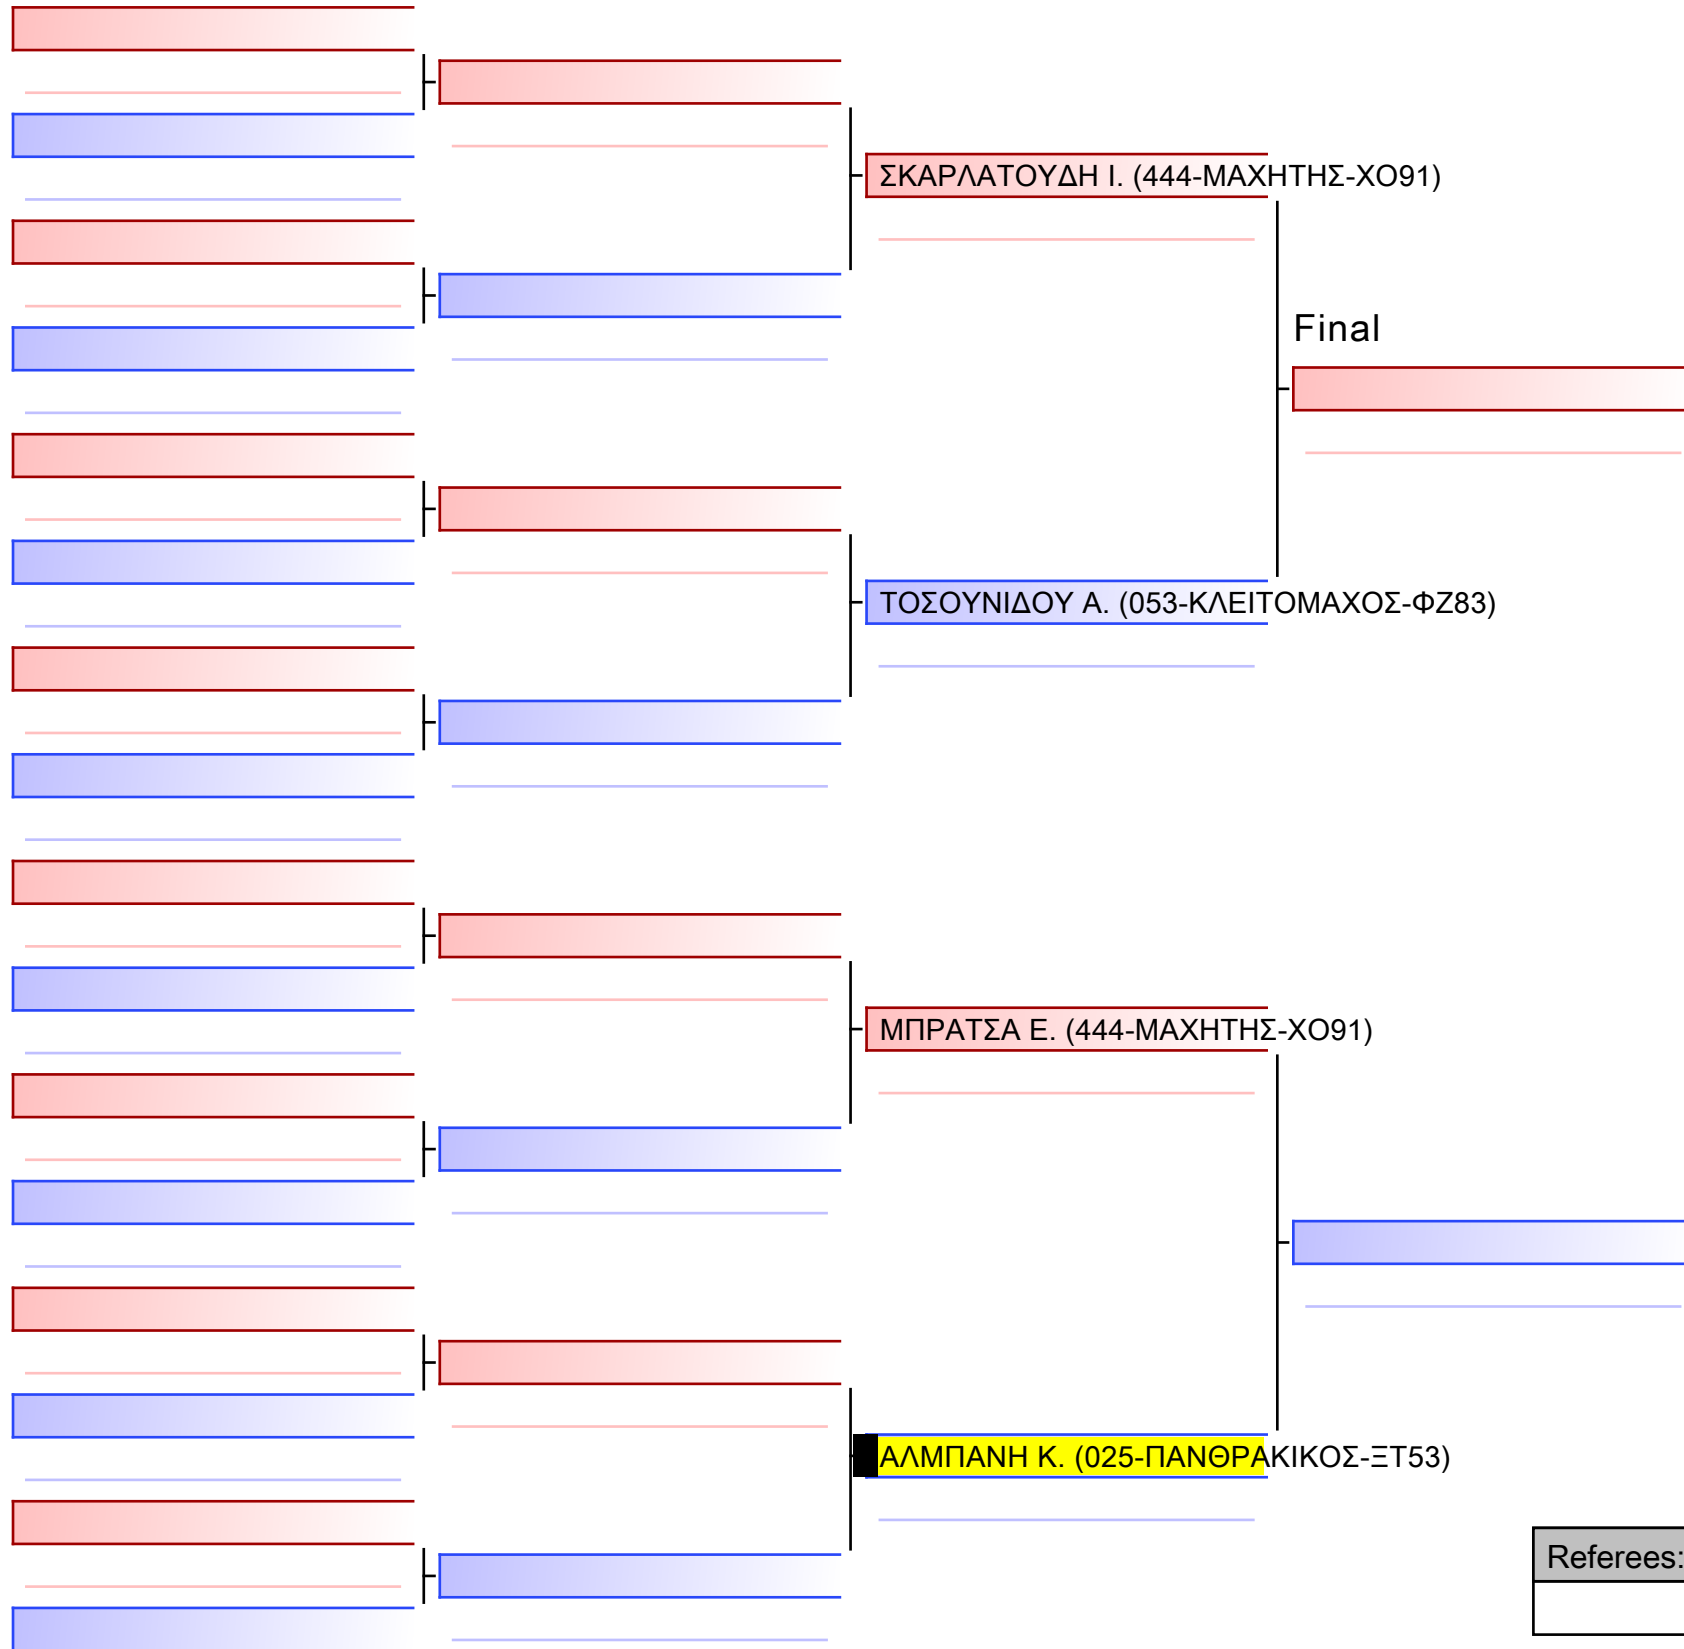 ΣΚΑΡΛΑΤΟΥΔΗ Ι. (444-ΜΑΧΗΤΗΣ-ΧΟ91)
Final
ΤΟΣΟΥΝΙΔΟΥ Α. (053-ΚΛΕΙΤΟΜΑΧΟΣ-ΦΖ83)
ΜΠΡΑΤΣΑ Ε. (444-ΜΑΧΗΤΗΣ-ΧΟ91)
ΑΛΜΠΑΝΗ Κ. (025-ΠΑΝΘΡΑΚΙΚΟΣ-ΞΤ53)
Referees: